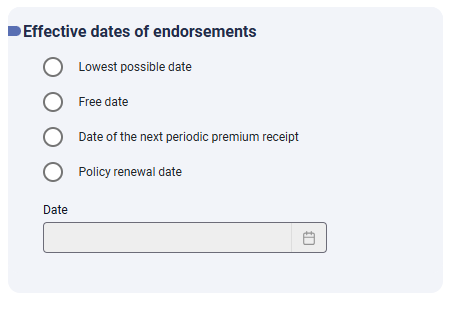 Effective dates of endorsements
Lowest possible date
Free date
Date of the next periodic premium receipt
Policy renewal date
Date